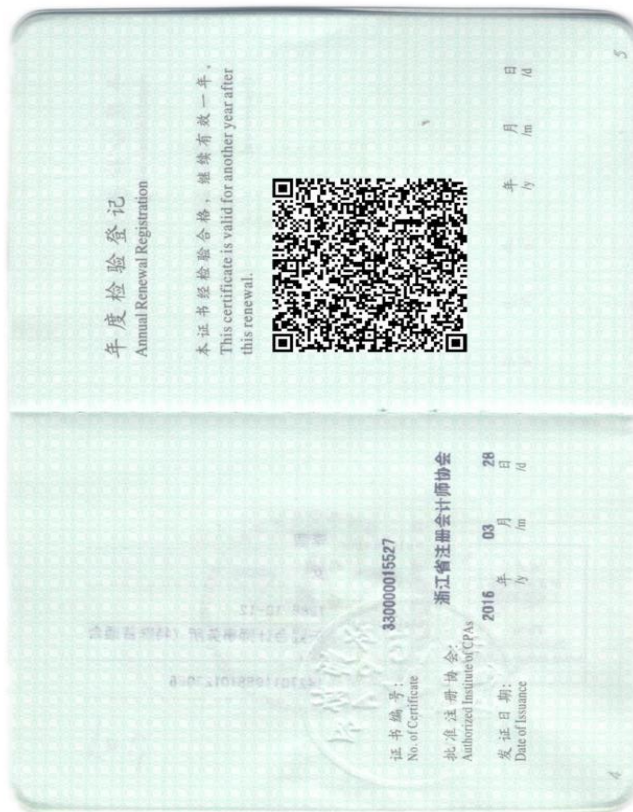 年度检验登记
Annual Renewal Registration
本证书经检验合格，继续有效一年。
This certificate is valid for another year after
this renewal.
年 月 日
/y /m /d
5
证书编号：
No. of Certificate
330000015527
批准注册协会：
Authorized Institute of CPAs
浙江省注册会计师协会
发证日期：
Date of Issuance
2016 年 03 月 28 日
/y /m /d
4